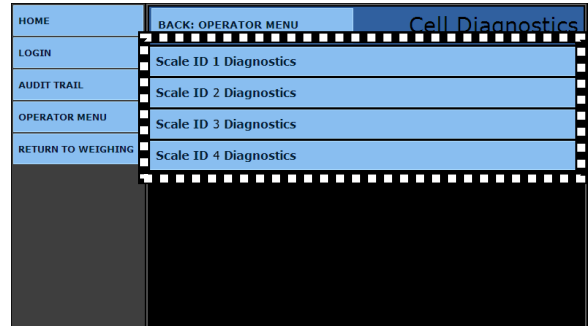 HOME
LOGIN
AUDIT TRAIL
OPERATOR MENU
RETURN TO WEIGHING
BACK: OPERATOR MENU
Cell Diagnostics
Scale ID 1 Diagnostics
Scale ID 2 Diagnostics
Scale ID 3 Diagnostics
Scale ID 4 Diagnostics